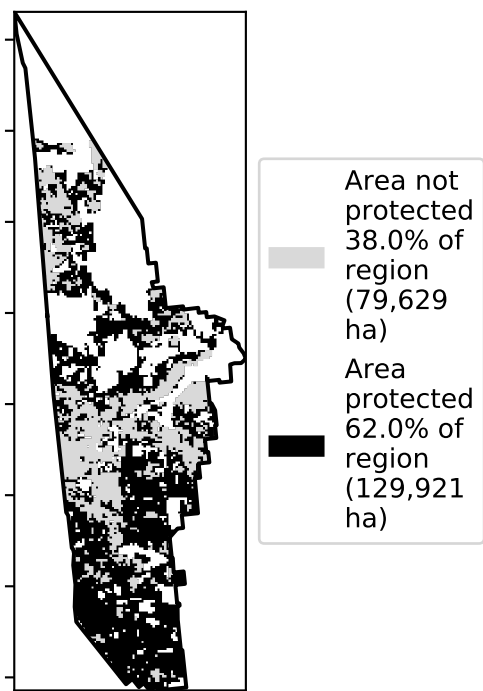 Area not
protected
38.0% of
region
(79,629
ha)
Area
protected
62.0% of
region
(129,921
ha)